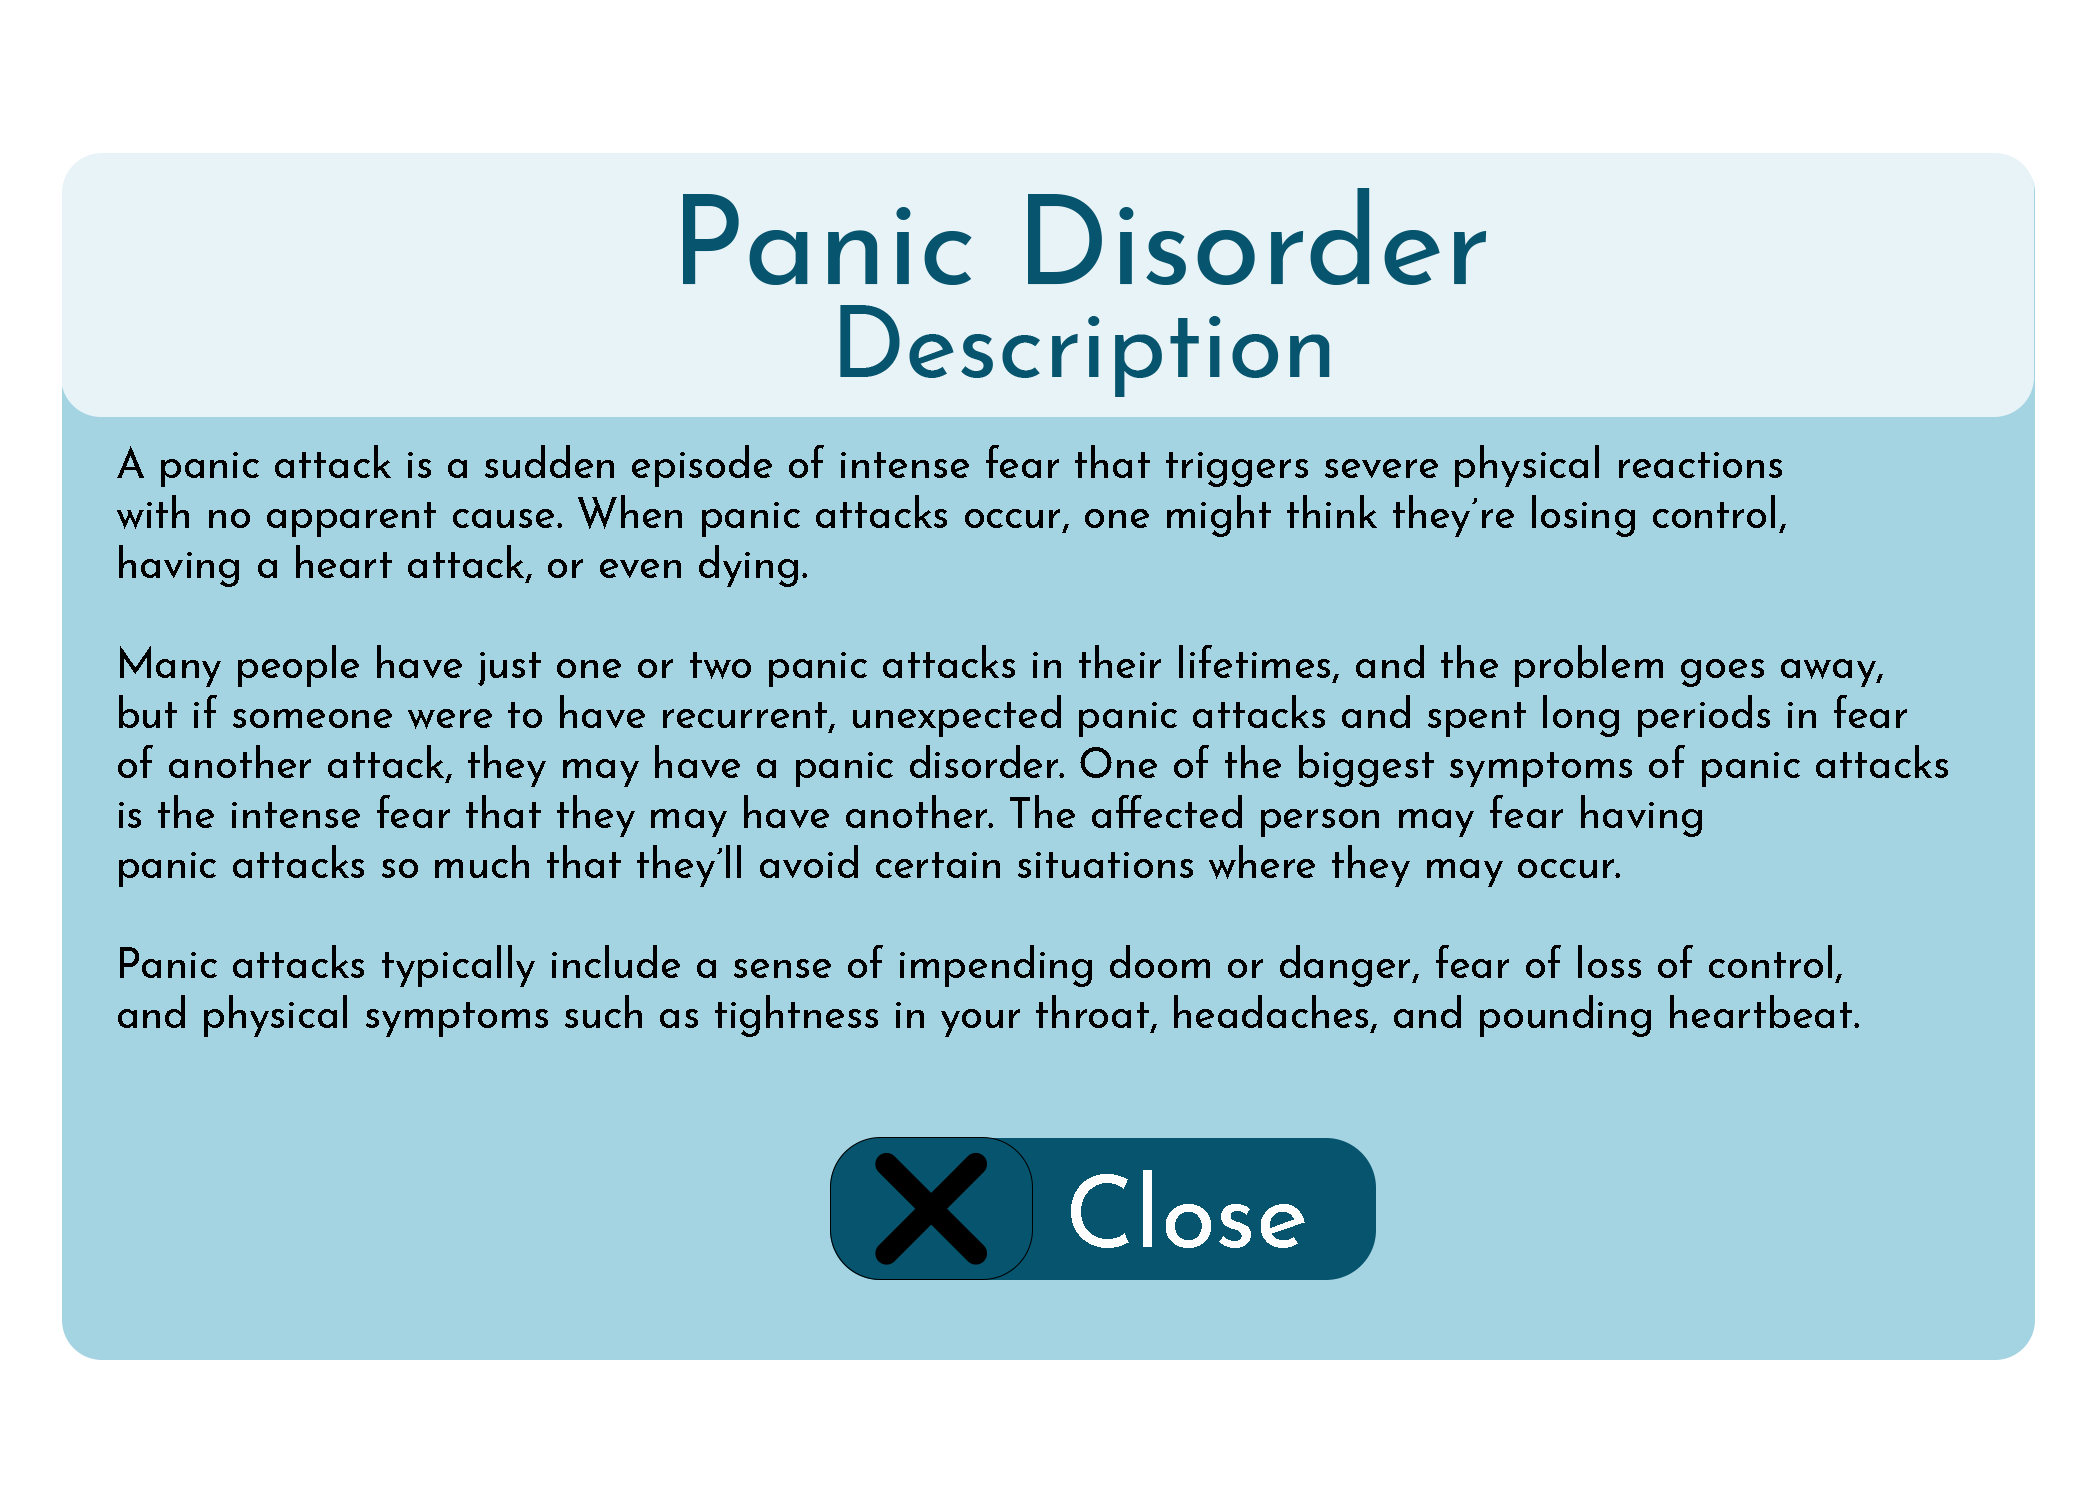 Panic Disorder
Description
A panic attack is a sudden episode of intense fear that triggers severe physical reactions
with no apparent cause. When panic attacks occur, one might think they're losing control,
having a heart attack, or even dying.
Many people have just one or two panic attacks in their lifetimes, and the problem goes away,
but if someone were to have recurrent, unexpected panic attacks and spent long periods in fear
of another attack, they may have a panic disorder. One of the biggest symptoms of panic attacks
is the intense fear that they may have another. The affected person may fear having
panic attacks so much that they'll avoid certain situations where they may occur.
Panic attacks typically include a sense of impending doom or danger, fear of loss of control,
and physical symptoms such as tightness in your throat, headaches, and pounding heartbeat.
Close